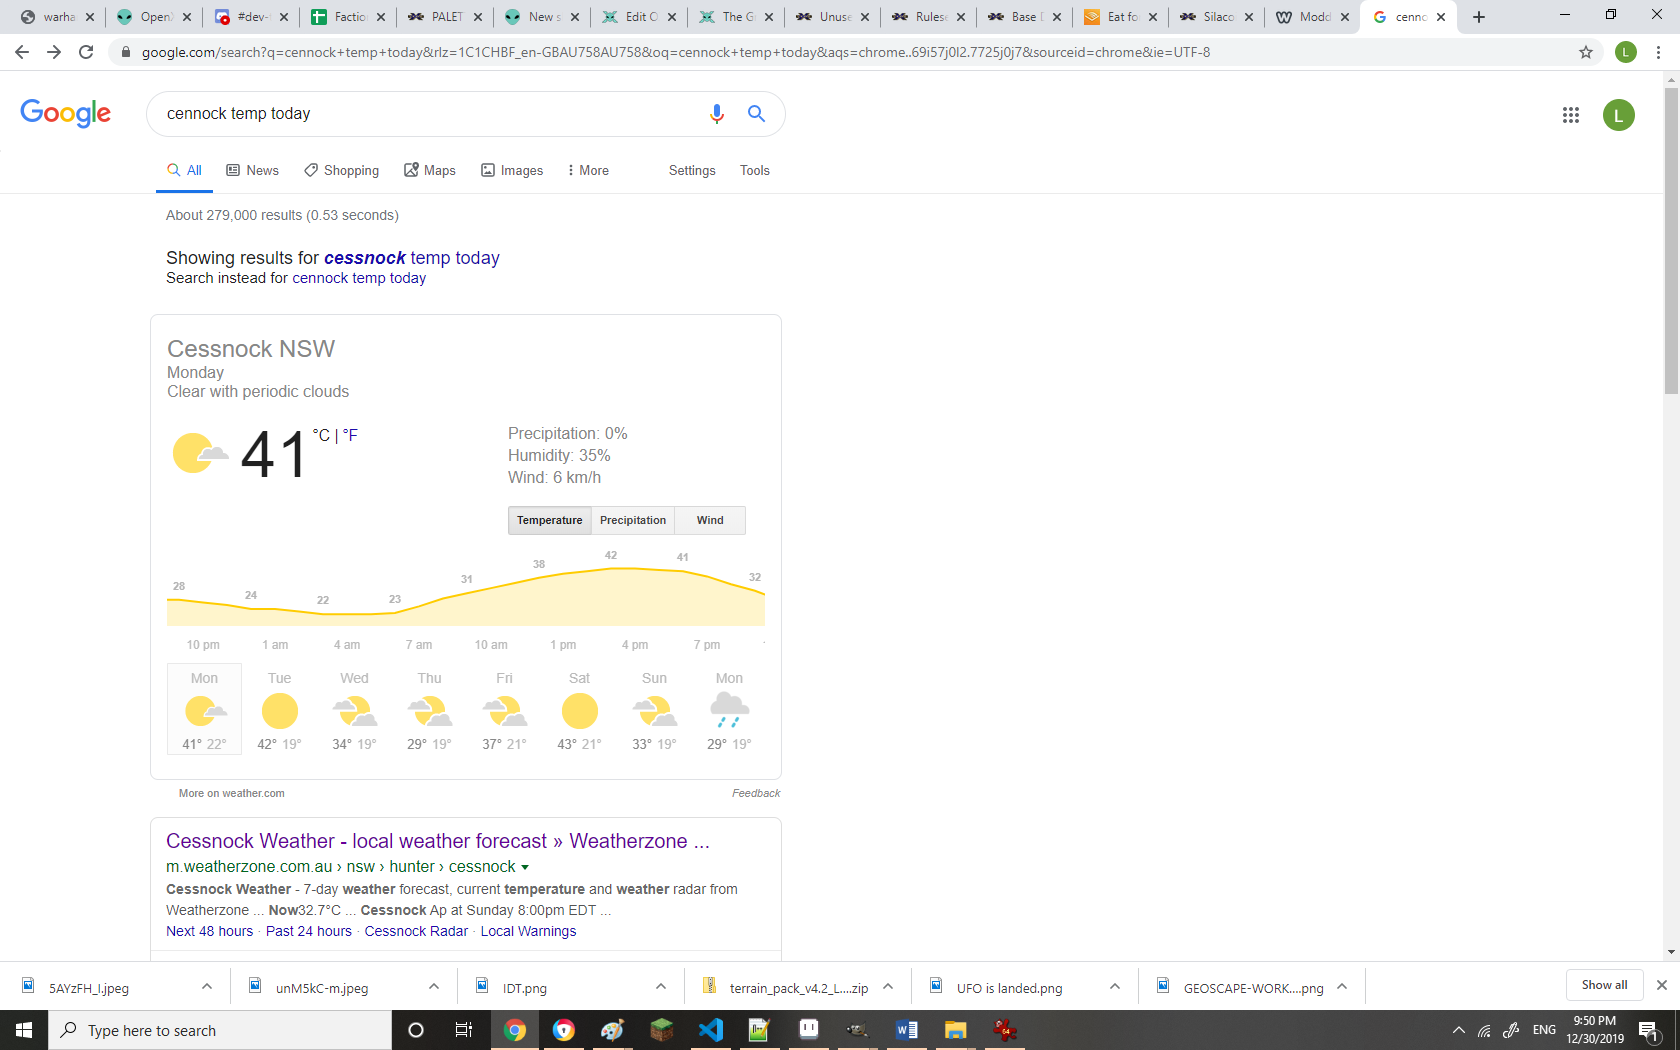 warha
Open
#dev-
Faction
PALET
New s
Edit O
The G
Unuse
Rulese
Base D
Eat fo
Silaco
Modd
cenno
google.com/search?q=cennock+temp+today&rlz=1C1CHBF_en-GBAU758AU758&oq=cennock+temp+today&aqs=chrome..69i57j0l2.7725j0j7&sourceid=chrome&ie=UTF-8
L
Google
cennock temp today
L
All News Shopping Maps Images More Settings Tools
About 279,000 results (0.53 seconds)
Showing results for cessnock temp today
Search instead for cennock temp today
Cessnock NSW
Monday
Clear with periodic clouds
41 °C | °F
Precipitation: 0%
Humidity: 35%
Wind: 6 km/h
Temperature Precipitation Wind
28 24 22 23 31 38 42 41 32
10 pm 1 am 4 am 7 am 10 am 1 pm 4 pm 7 pm
Mon Tue Wed Thu Fri Sat Sun Mon
41° 22° 42° 19° 34° 19° 29° 19° 37° 21° 43° 21° 33° 19° 29° 19°
More on weather.com
Feedback
Cessnock Weather - local weather forecast » Weatherzone ...
m.weatherzone.com.au › nsw › hunter › cessnock
Cessnock Weather - 7-day weather forecast, current temperature and weather radar from
Weatherzone ... Now32.7°C ... Cessnock Ap at Sunday 8:00pm EDT ...
Next 48 hours · Past 24 hours · Cessnock Radar · Local Warnings
5AYzFH_l.jpeg
unM5kC-m.jpeg
IDT.png
terrain_pack_v4.2_L....zip
UFO is landed.png
GEOSCAPE-WORK....png
Show all
Type here to search
64
ENG
9:50 PM
12/30/2019
1